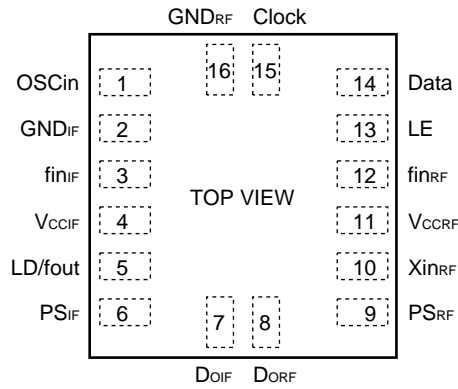 GNDRF Clock
16 15
OSCin 1 14 Data
GNDIF 2 13 LE
finIF 3 12 finRF
TOP VIEW
VCCIF 4 11 VCCRF
LD/fout 5 10 XinRF
PSIF 6 7 8 9 PSRF
DOIF DORF